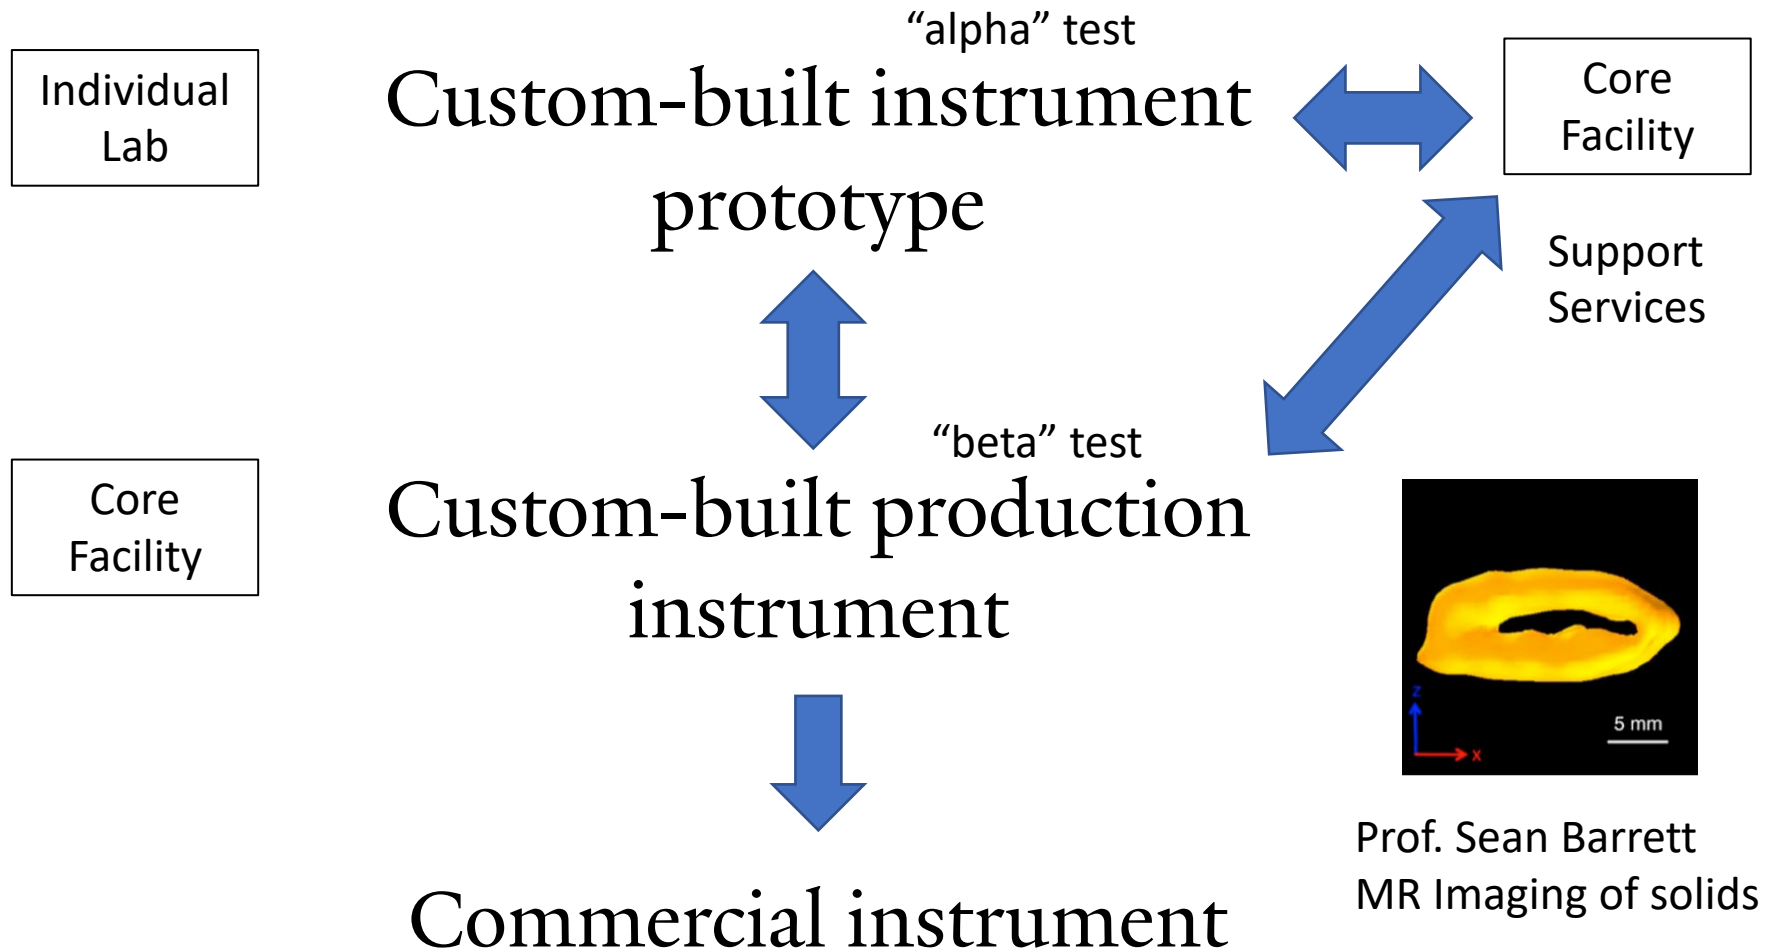 “alpha” test
Individual
Lab
Custom-built instrument
prototype
Core
Facility
Support
Services
“beta” test
Core
Facility
Custom-built production
instrument
z
5 mm
x
Prof. Sean Barrett
MR Imaging of solids
Commercial instrument